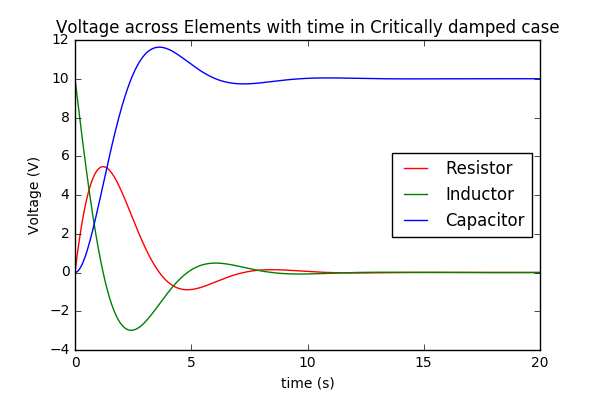 Voltage across Elements with time in Critically damped case
12
10
8
6
4
2
0
−2
−4
Voltage (V)
Resistor
Inductor
Capacitor
0 5 10 15 20
time (s)